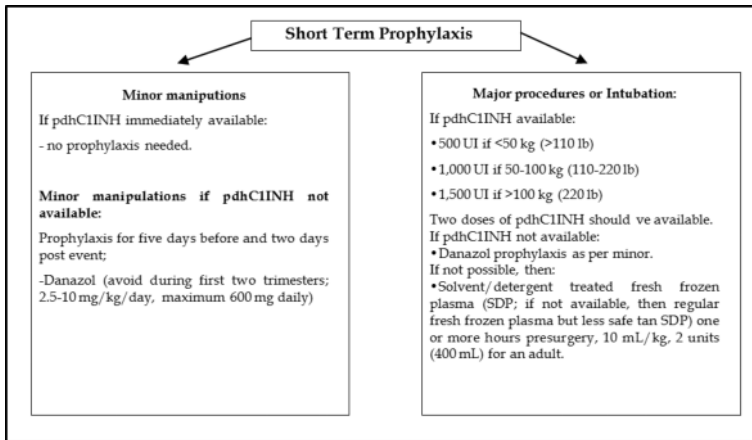 Short Term Prophylaxis
Minor maniputions
If pdhC1INH immediately available:
- no prophylaxis needed.
Minor manipulations if pdhC1INH not
available:
Prophylaxis for five days before and two days
post event;
-Danazol (avoid during first two trimesters;
2.5-10 mg/kg/day, maximum 600 mg daily)
Major procedures or Intubation:
If pdhC1INH available:
•500 UI if <50 kg (>110 lb)
•1,000 UI if 50-100 kg (110-220 lb)
•1,500 UI if >100 kg (220 lb)
Two doses of pdhC1INH should ve available.
If pdhC1INH not available:
•Danazol prophylaxis as per minor.
If not possible, then:
•Solvent/detergent treated fresh frozen
plasma (SDP; if not available, then regular
fresh frozen plasma but less safe tan SDP) one
or more hours presurgery, 10 mL/kg, 2 units
(400 mL) for an adult.